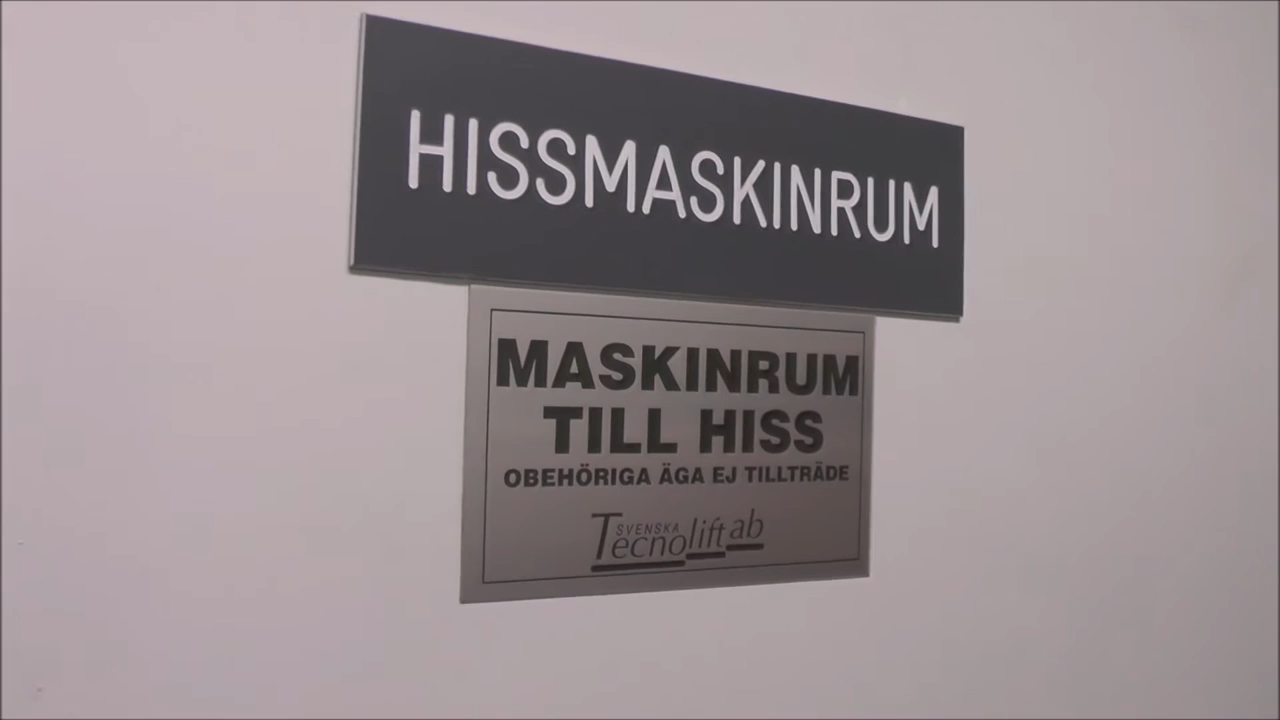 HISSMASKINRUM
MASKINRUM
TILL HISS
OBEHÖRIGA ÄGA EJ TILLTRÄDE
SVENSKA
Tecnoliftab